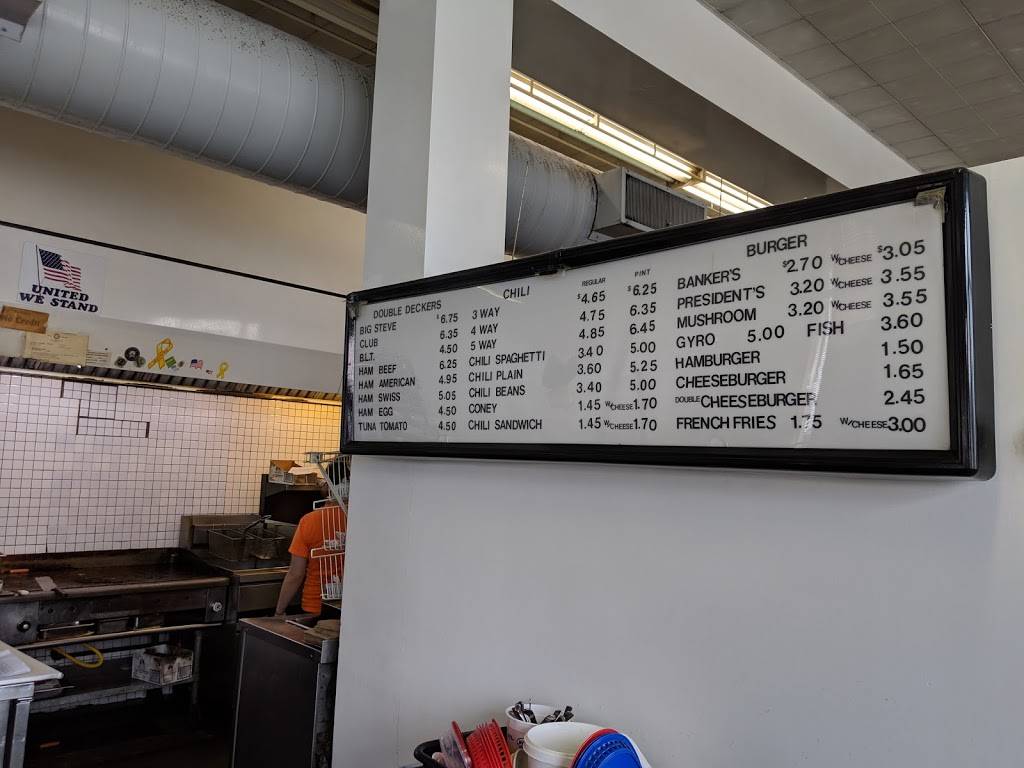 UNITED
WE STAND
DOUBLE DECKERS
BIG STEVE $6.75
CLUB 6.35
B.L.T. 4.50
HAM BEEF 6.25
HAM AMERICAN 4.95
HAM SWISS 5.05
HAM EGG 4.50
TUNA TOMATO 4.50
CHILI REGULAR PINT
3 WAY $4.65 $6.25
4 WAY 4.75 6.35
5 WAY 4.85 6.45
CHILI SPAGHETTI 3.40 5.00
CHILI PLAIN 3.60 5.25
CHILI BEANS 3.40 5.00
CONEY 1.45 W/CHEESE 1.70
CHILI SANDWICH 1.45 W/CHEESE 1.70
BURGER
BANKER'S $2.70 W/CHEESE $3.05
PRESIDENT'S 3.20 W/CHEESE 3.55
MUSHROOM 3.20 W/CHEESE 3.55
GYRO 5.00 FISH 3.60
HAMBURGER 1.50
CHEESEBURGER 1.65
DOUBLE CHEESEBURGER 2.45
FRENCH FRIES W/CHEESE 3.00